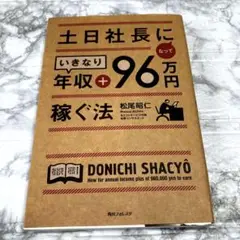 土日社長に
なって
いきなり
年収+96万円
稼ぐ法
松尾昭仁
DONICHI SHACYŌ
How for annual income plus of 960,000 yen to earn